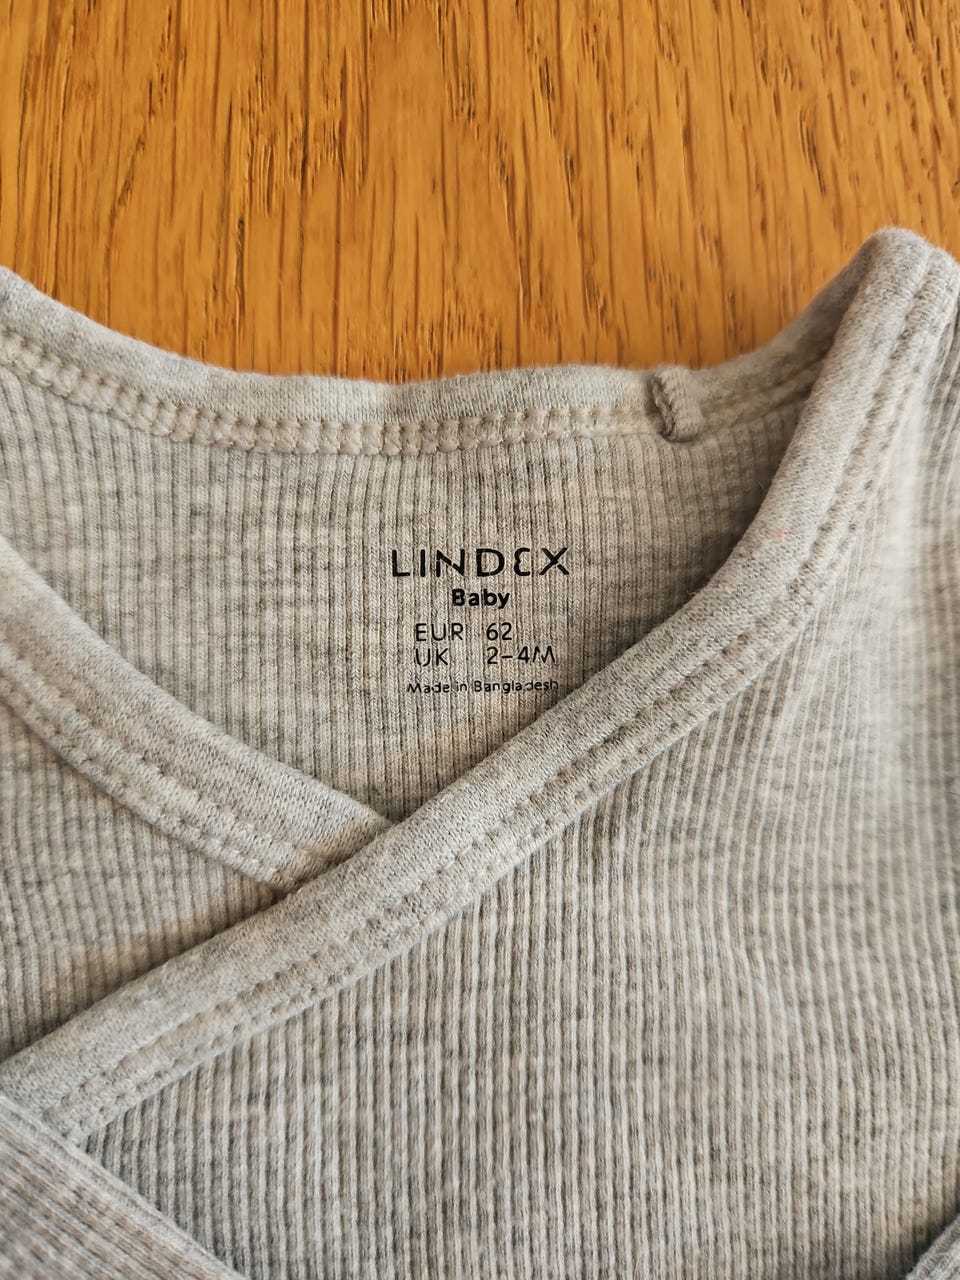 LINDEX
Baby
EUR 62
UK 2-4M
Made in Bangladesh